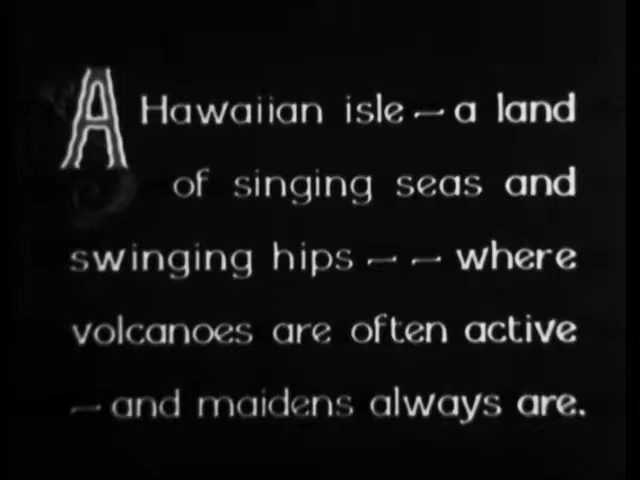 A Hawaiian isle — a land
of singing seas and
swinging hips — — where
volcanoes are often active
— and maidens always are.